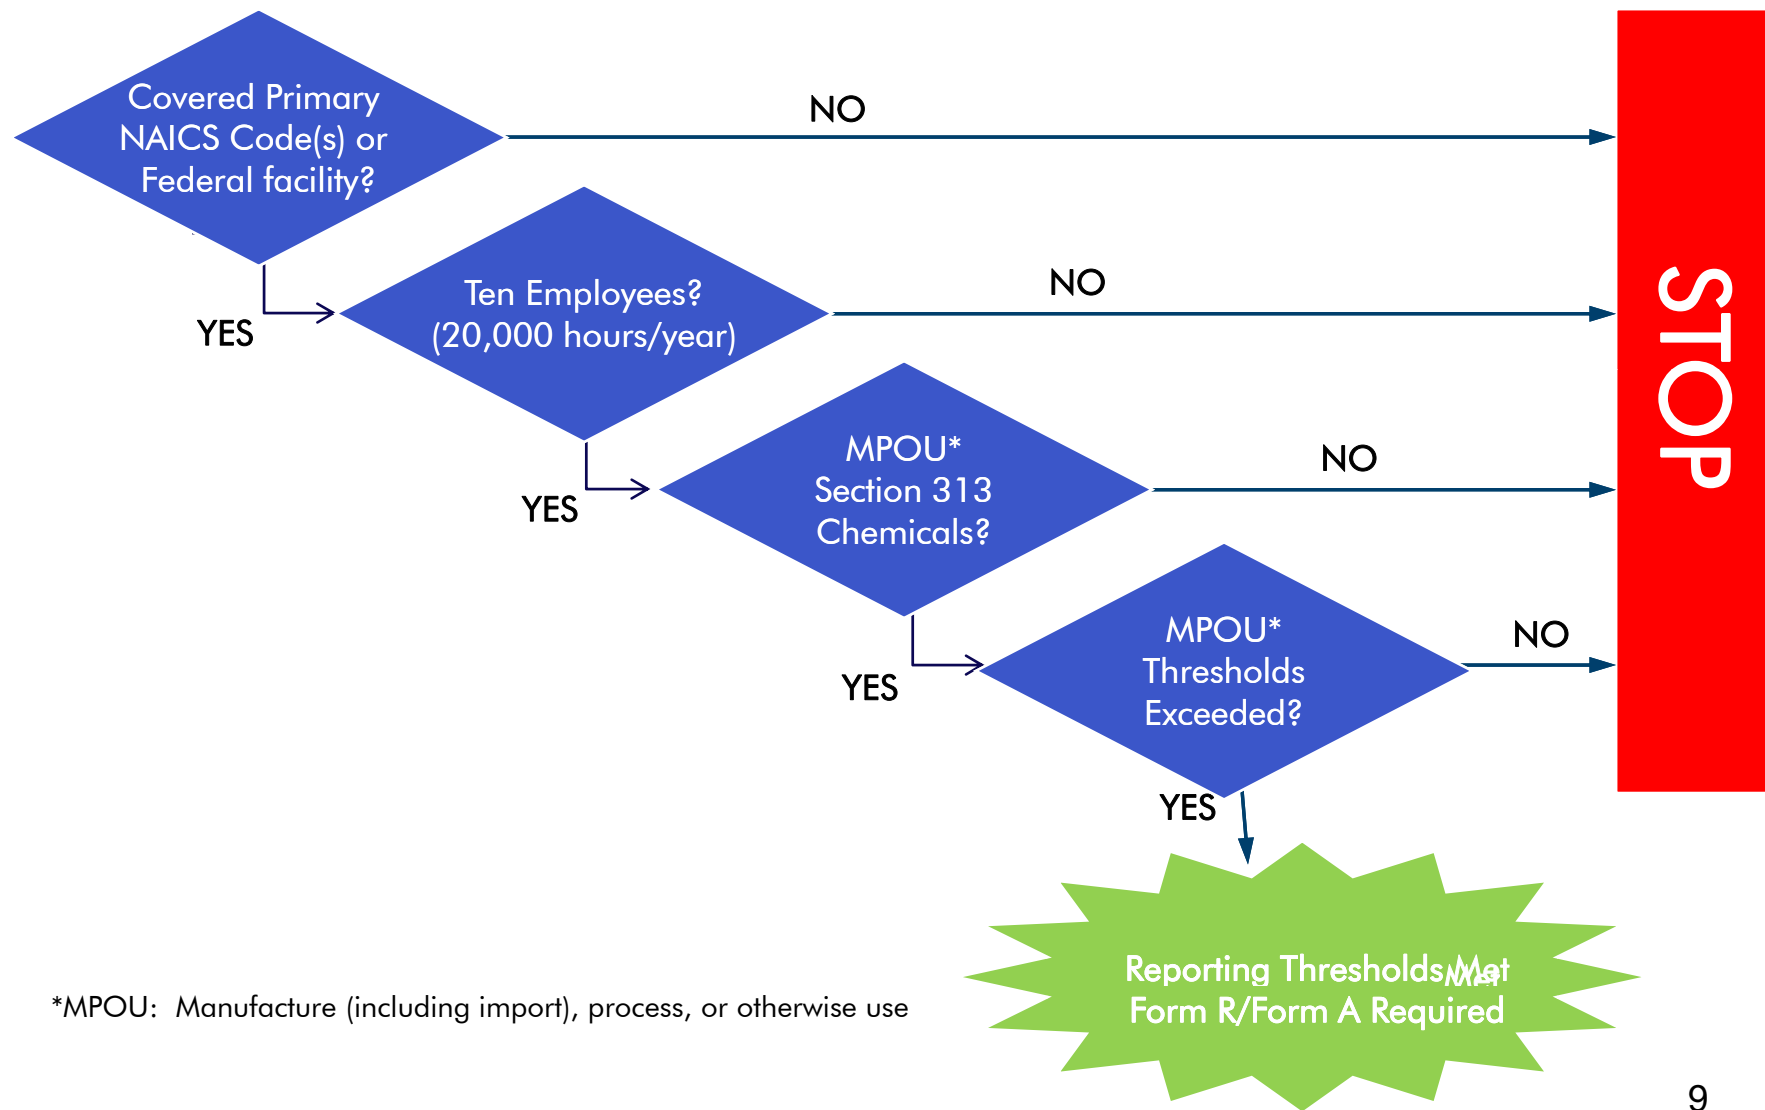 Covered Primary
NAICS Code(s) or
Federal facility?
NO
YES
Ten Employees?
(20,000 hours/year)
NO
YES
MPOU*
Section 313
Chemicals?
NO
YES
MPOU*
Thresholds
Exceeded?
NO
YES
STOP
Reporting Thresholds Met
Form R/Form A Required
*MPOU: Manufacture (including import), process, or otherwise use
9